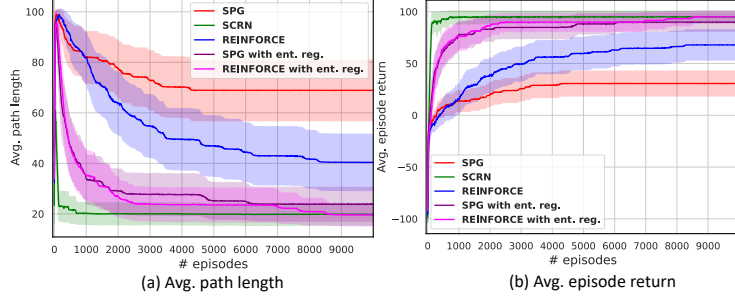 100
80
60
40
20
Avg. path length
SPG
SCRN
REINFORCE
SPG with ent. reg.
REINFORCE with ent. reg.
0 1000 2000 3000 4000 5000 6000 7000 8000 9000
# episodes
(a) Avg. path length
100
50
0
−50
−100
Avg. episode return
SPG
SCRN
REINFORCE
SPG with ent. reg.
REINFORCE with ent. reg.
0 1000 2000 3000 4000 5000 6000 7000 8000 9000
# episodes
(b) Avg. episode return